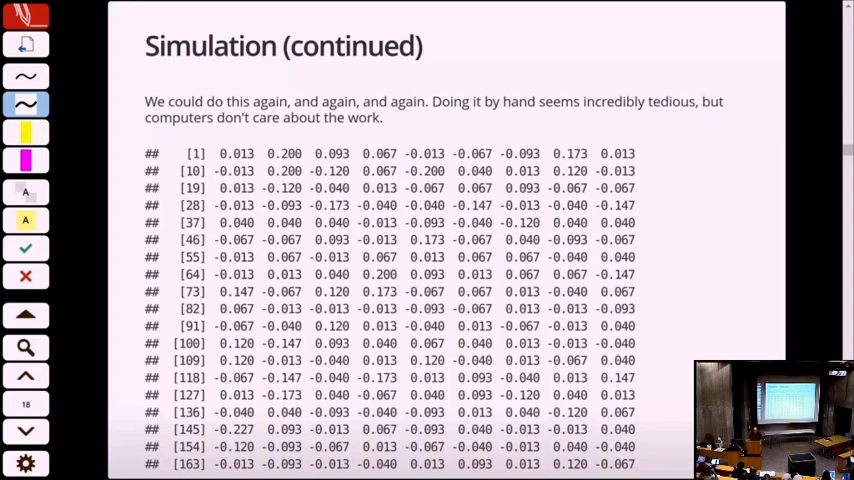 Simulation (continued)
We could do this again, and again, and again. Doing it by hand seems incredibly tedious, but
computers don't care about the work.
## [1] 0.013 0.200 0.093 0.067 -0.013 -0.067 -0.093 0.173 0.013
## [10] -0.013 0.200 -0.120 0.067 -0.200 0.040 0.013 0.120 -0.013
## [19] 0.013 -0.120 -0.040 0.013 -0.067 0.067 0.093 -0.067 -0.067
## [28] -0.013 -0.093 -0.173 -0.040 -0.040 -0.147 -0.013 -0.040 -0.147
## [37] 0.040 0.040 0.040 -0.013 -0.093 -0.040 -0.120 0.040 0.040
## [46] -0.067 -0.067 0.093 -0.013 0.173 -0.067 0.040 -0.093 -0.067
## [55] -0.013 0.067 -0.013 0.067 0.013 0.067 0.067 -0.040 0.040
## [64] -0.013 0.013 0.040 0.200 0.093 0.013 0.067 0.067 -0.147
## [73] 0.147 -0.067 0.120 0.173 -0.067 0.067 0.013 -0.040 0.067
## [82] 0.067 -0.013 -0.013 -0.013 -0.093 0.067 -0.013 -0.013 -0.093
## [91] -0.067 -0.040 0.120 0.013 -0.040 0.013 -0.067 -0.013 0.040
## [100] 0.120 -0.147 0.093 0.040 0.067 0.040 0.013 -0.013 -0.040
## [109] 0.120 -0.013 -0.040 0.013 0.120 -0.040 0.013 -0.067 0.040
## [118] -0.067 -0.147 -0.040 -0.173 0.013 0.093 -0.040 0.013 0.147
## [127] 0.013 -0.173 0.040 -0.067 0.040 0.093 -0.120 0.040 0.013
## [136] -0.040 0.040 -0.093 -0.040 -0.093 0.013 0.040 -0.120 0.067
## [145] -0.227 0.093 -0.013 0.067 -0.093 0.040 -0.013 -0.013 0.040
## [154] -0.120 -0.093 -0.067 0.013 -0.067 -0.040 -0.013 0.040 -0.040
## [163] -0.013 -0.093 -0.013 -0.040 0.013 0.093 0.013 0.120 -0.067
A
A
18